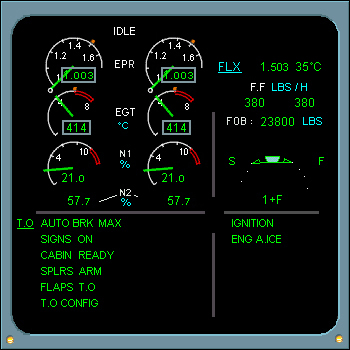 IDLE
1.4 1.6 1.2 1.003 EPR 1.4 1.6 1.2 1.003
FLX 1.503 35°C
F.F LBS / H
380 380
4 8 414 EGT °C 4 8 414
FOB : 23800 LBS
4 10 21.0 N1 % 4 10 21.0
S F
57.7 N2 % 57.7
1+F
T.O AUTO BRK MAX
SIGNS ON
CABIN READY
SPLRS ARM
FLAPS T.O
T.O CONFIG
IGNITION
ENG A.ICE